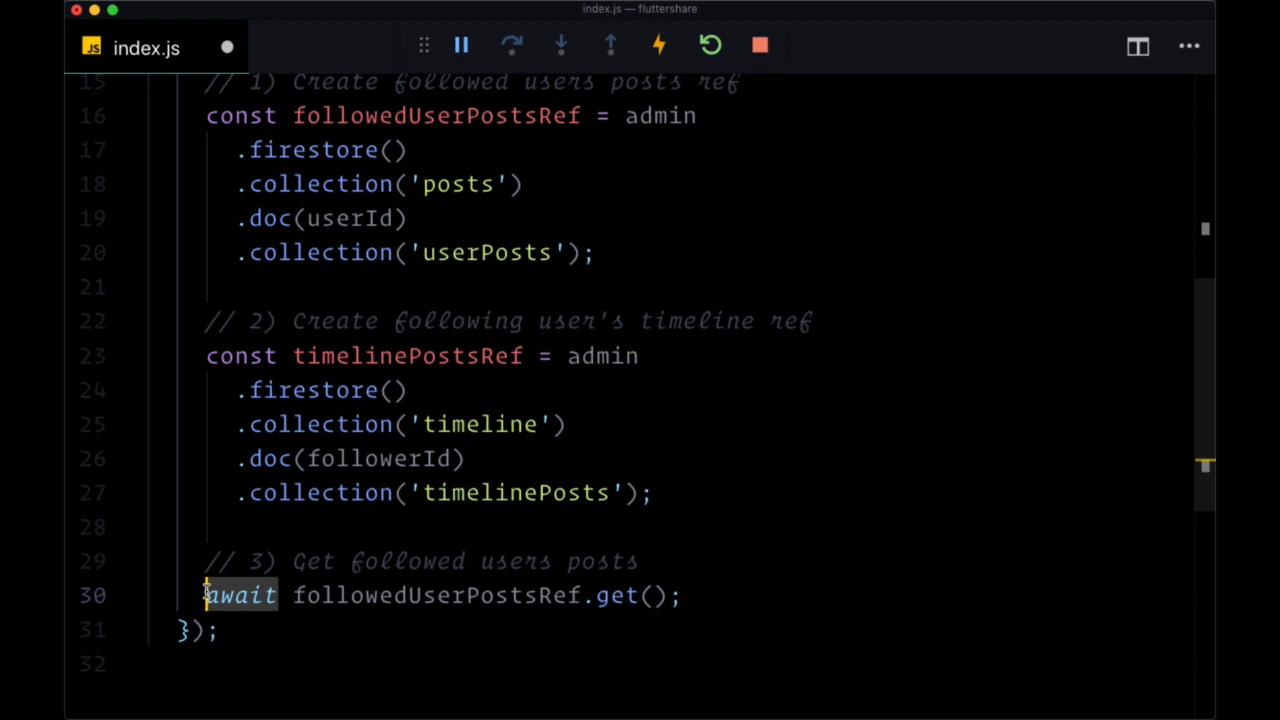 index.js — fluttershare
JS index.js
15 // 1) Create followed users posts ref
16 const followedUserPostsRef = admin
17 .firestore()
18 .collection('posts')
19 .doc(userId)
20 .collection('userPosts');
21
22 // 2) Create following user's timeline ref
23 const timelinePostsRef = admin
24 .firestore()
25 .collection('timeline')
26 .doc(followerId)
27 .collection('timelinePosts');
28
29 // 3) Get followed users posts
30 await followedUserPostsRef.get();
31 });
32